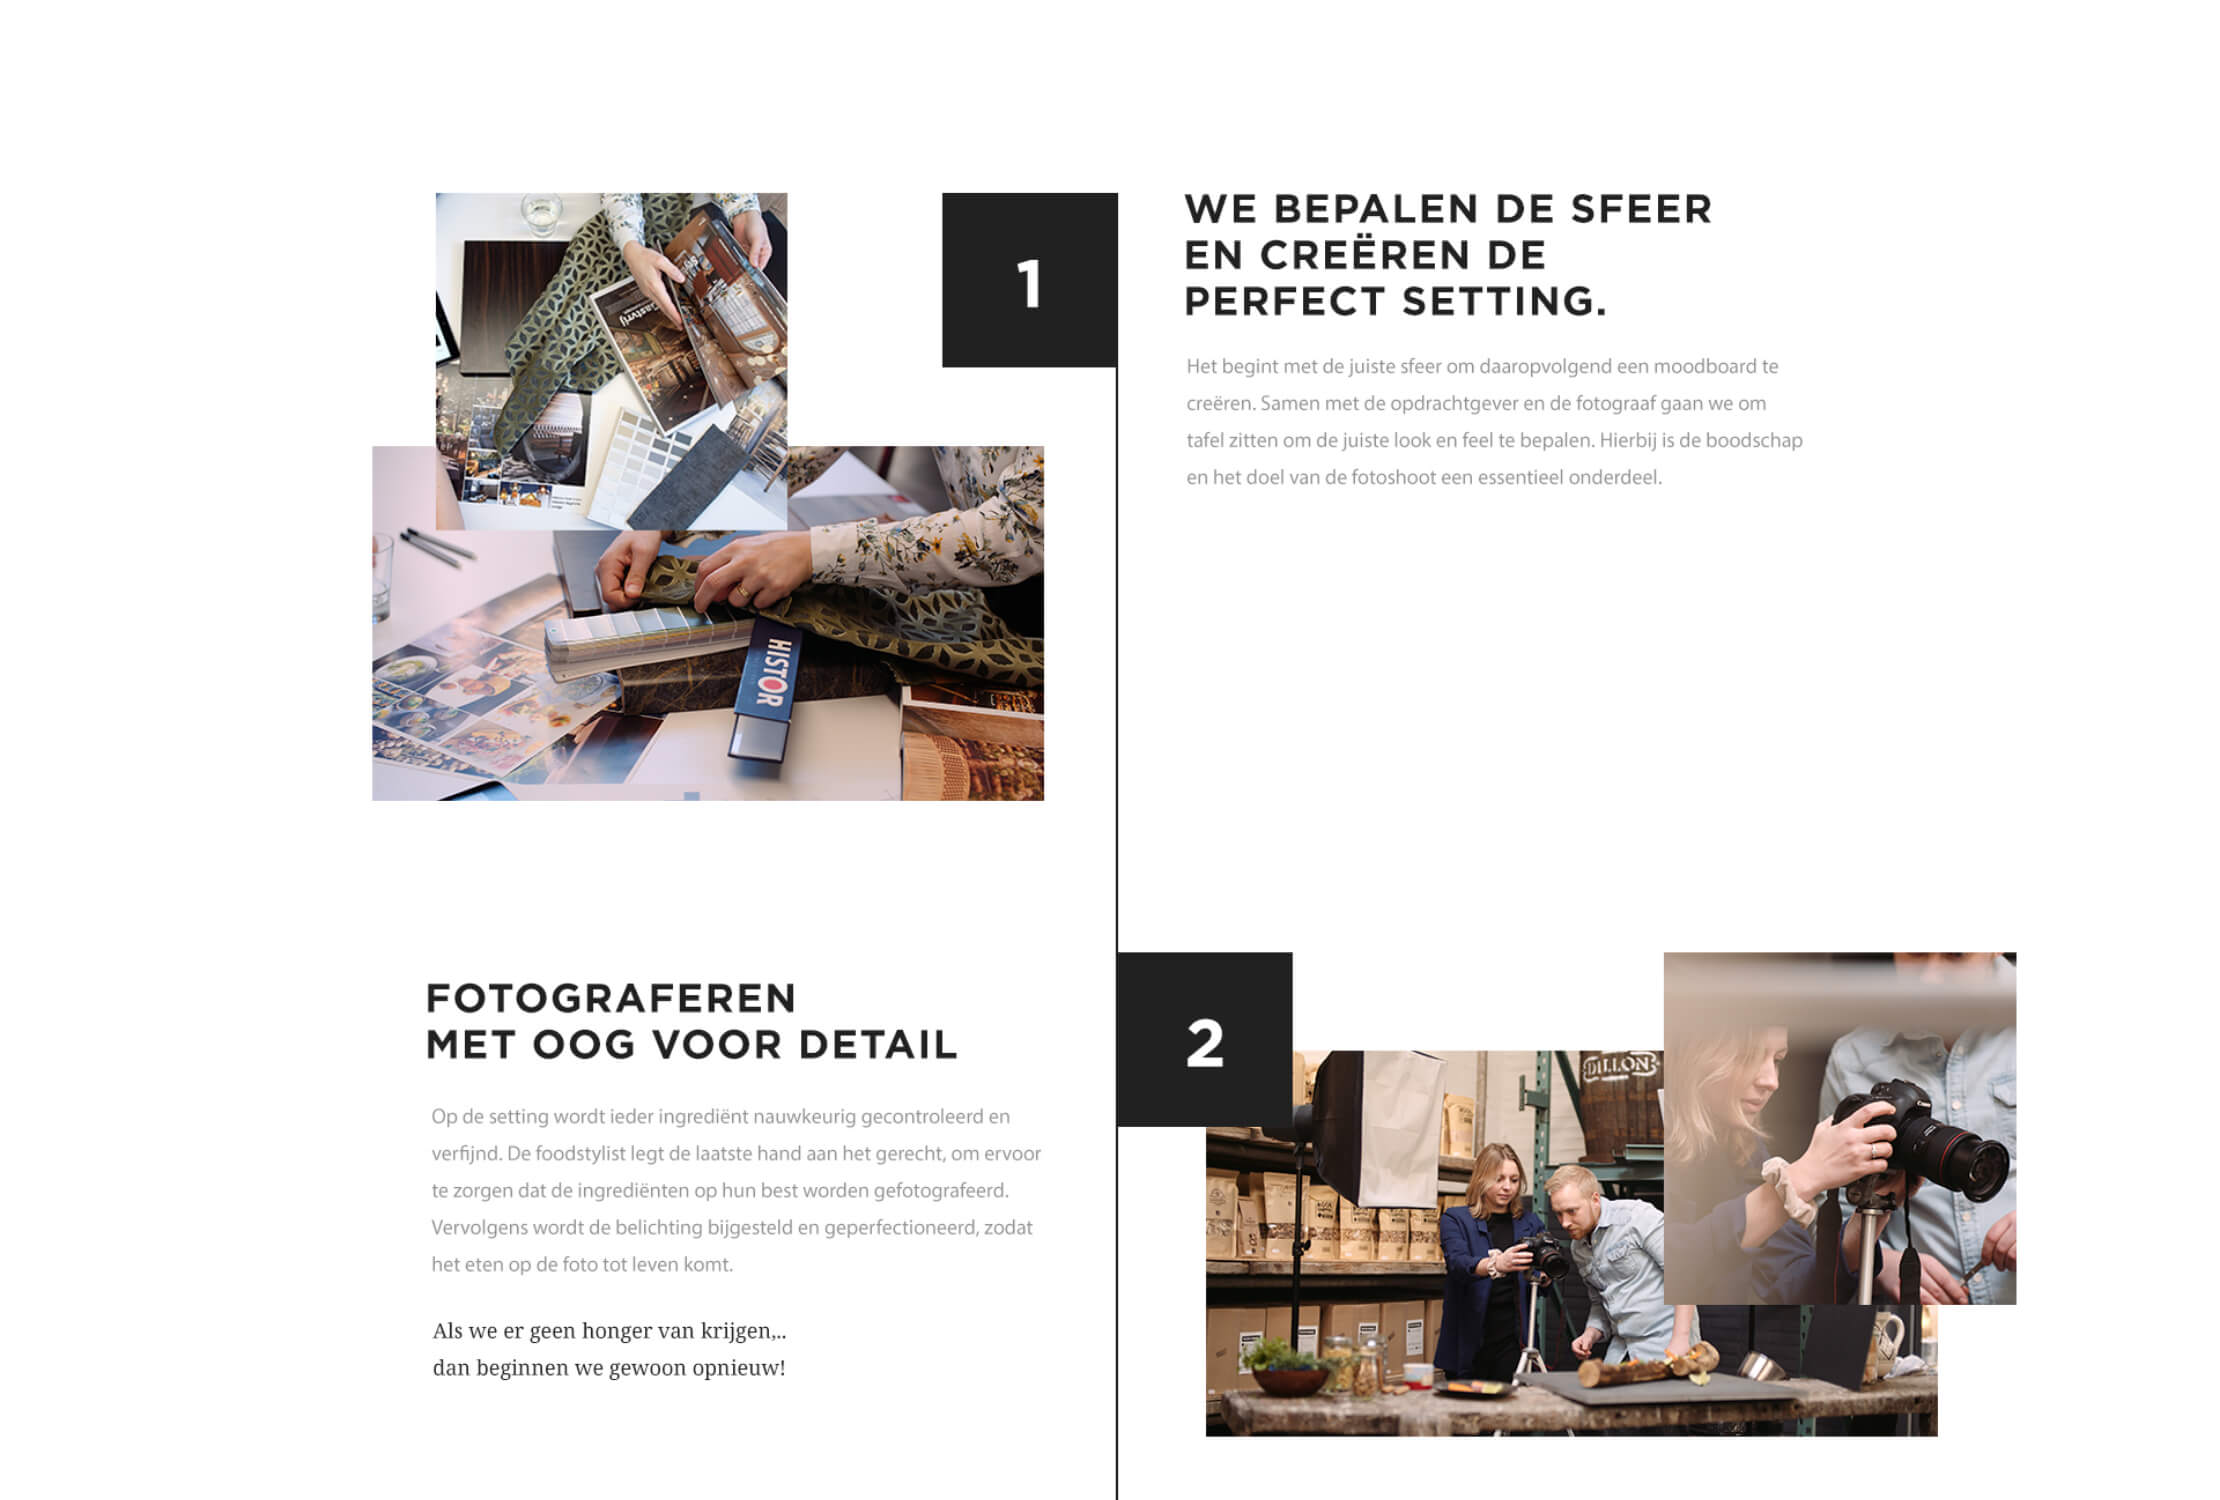 1
WE BEPALEN DE SFEER
EN CREËREN DE
PERFECT SETTING.
Het begint met de juiste sfeer om daaropvolgend een moodboard te
creëren. Samen met de opdrachtgever en de fotograaf gaan we om
tafel zitten om de juiste look en feel te bepalen. Hierbij is de boodschap
en het doel van de fotoshoot een essentieel onderdeel.
HISTOR
FOTOGRAFEREN
MET OOG VOOR DETAIL
Op de setting wordt ieder ingrediënt nauwkeurig gecontroleerd en
verfijnd. De foodstylist legt de laatste hand aan het gerecht, om ervoor
te zorgen dat de ingrediënten op hun best worden gefotografeerd.
Vervolgens wordt de belichting bijgesteld en geperfectioneerd, zodat
het eten op de foto tot leven komt.
Als we er geen honger van krijgen,..
dan beginnen we gewoon opnieuw!
2
DILLON
Canon